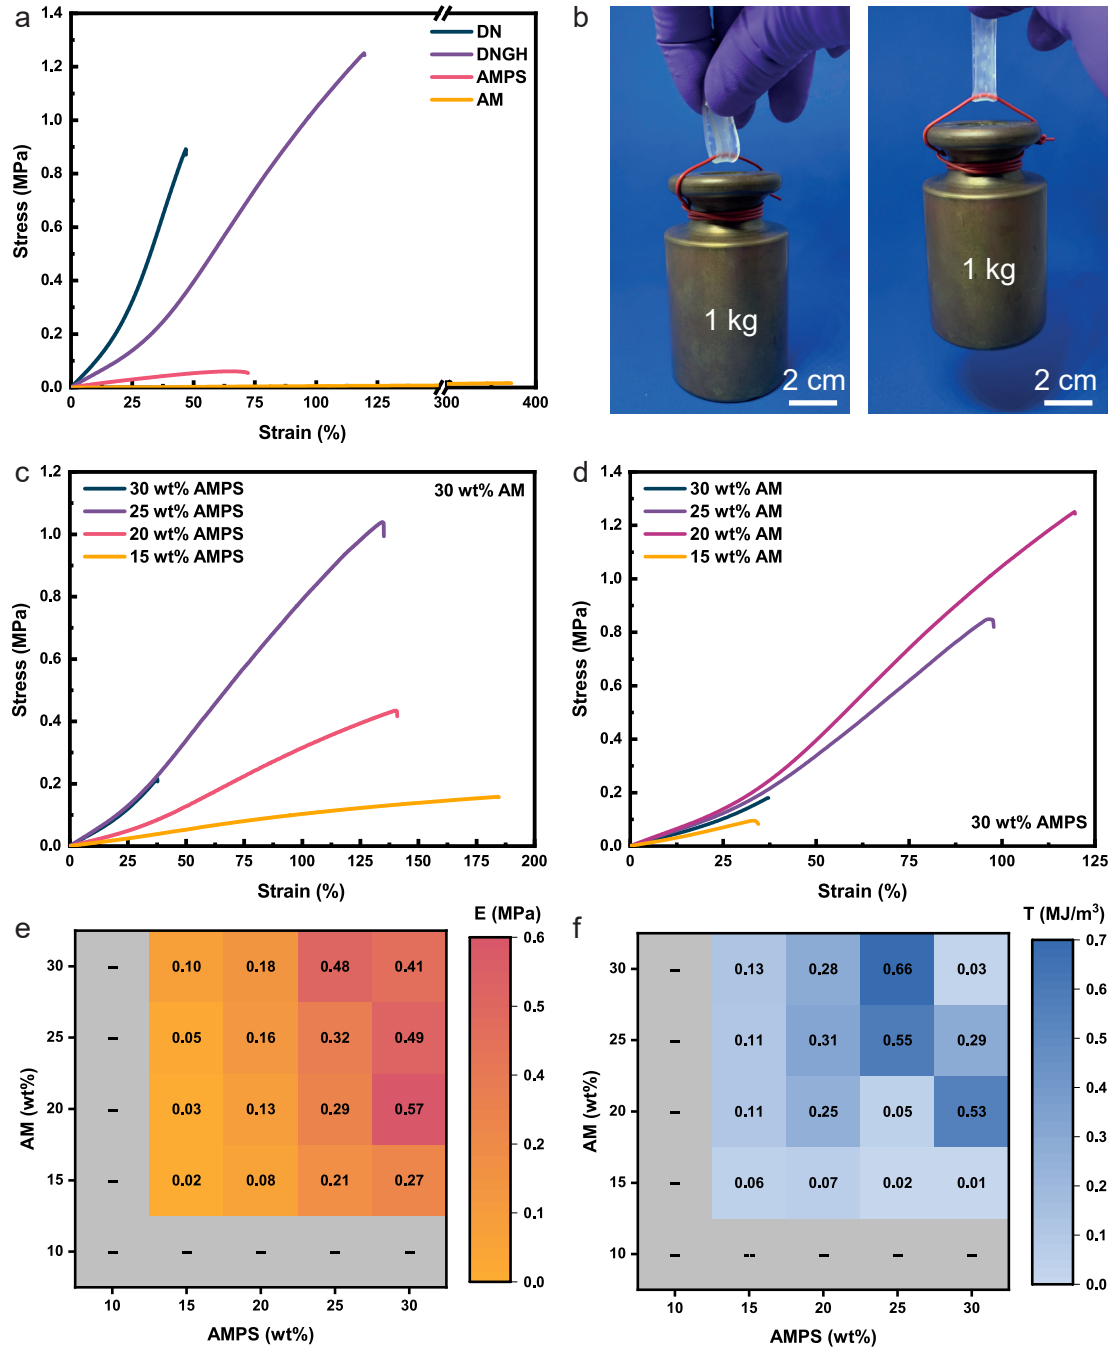 a
1.4
1.2
1.0
0.8
0.6
0.4
0.2
0.0
Stress (MPa)
0 25 50 75 100 125 300 400
Strain (%)
DN
DNGH
AMPS
AM
b
1 kg
2 cm
1 kg
2 cm
c
1.2
1.0
0.8
0.6
0.4
0.2
0.0
Stress (MPa)
0 25 50 75 100 125 150 175 200
Strain (%)
30 wt% AMPS
25 wt% AMPS
20 wt% AMPS
15 wt% AMPS
30 wt% AM
d
1.4
1.2
1.0
0.8
0.6
0.4
0.2
0.0
Stress (MPa)
0 25 50 75 100 125
Strain (%)
30 wt% AM
25 wt% AM
20 wt% AM
15 wt% AM
30 wt% AMPS
e
E (MPa)
30 – 0.10 0.18 0.48 0.41
25 – 0.05 0.16 0.32 0.49
20 – 0.03 0.13 0.29 0.57
15 – 0.02 0.08 0.21 0.27
10 – – – – –
AM (wt%)
10 15 20 25 30
AMPS (wt%)
0.6
0.5
0.4
0.2
0.1
0.0
f
T (MJ/m³)
30 – 0.13 0.28 0.66 0.03
25 – 0.11 0.31 0.55 0.29
20 – 0.11 0.25 0.05 0.53
15 – 0.06 0.07 0.02 0.01
10 – -- – – –
AM (wt%)
10 15 20 25 30
AMPS (wt%)
0.7
0.6
0.5
0.4
0.3
0.2
0.1
0.0